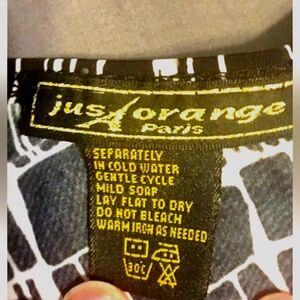 jus orange
Paris
SEPARATELY
IN COLD WATER
GENTLE CYCLE
MILD SOAP
LAY FLAT TO DRY
DO NOT BLEACH
WARM IRON AS NEEDED
30C